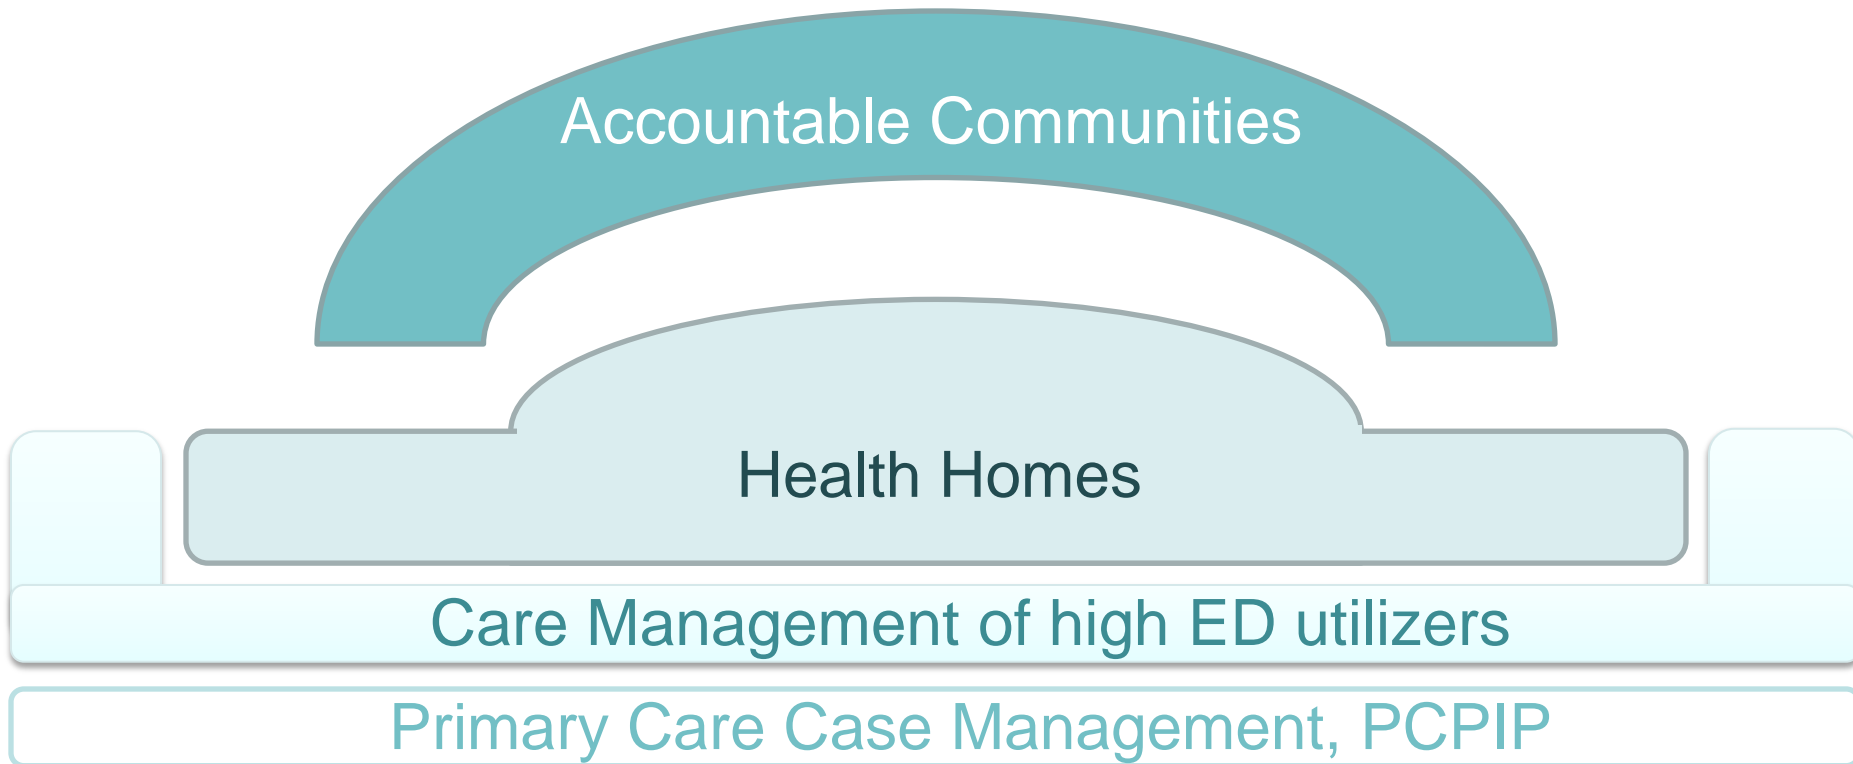 Accountable Communities
Health Homes
Care Management of high ED utilizers
Primary Care Case Management, PCPIP